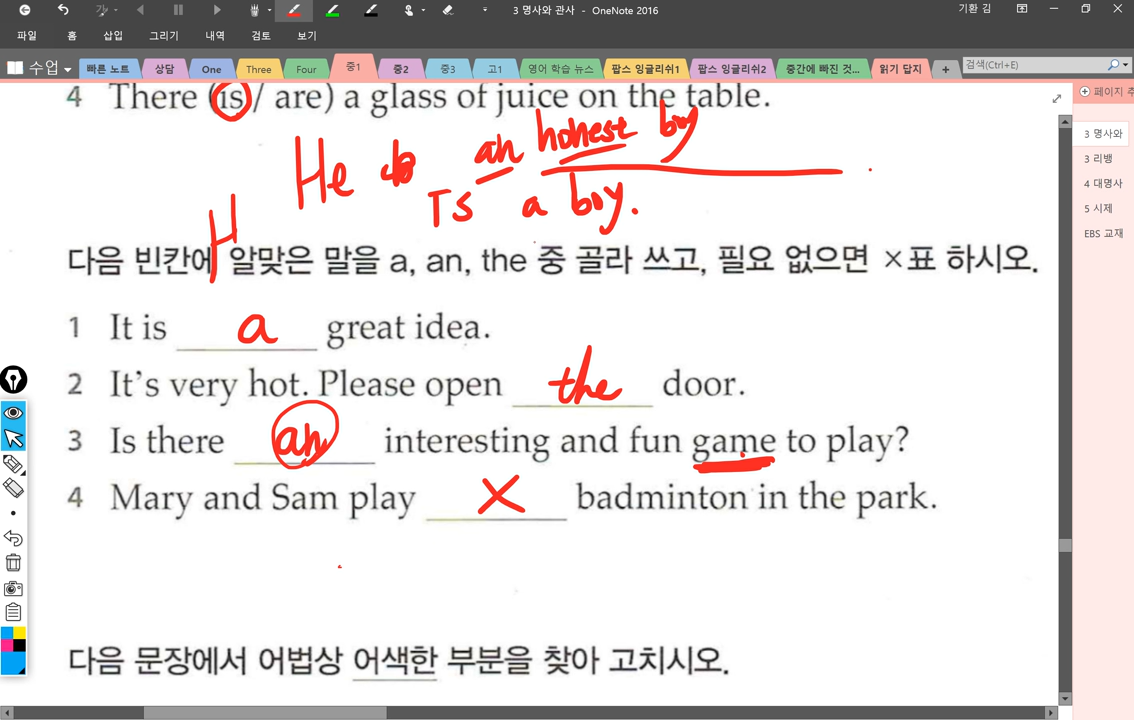 3 명사와 관사 - OneNote 2016
기환 김
파일 홈 삽입 그리기 내역 검토 보기
수업 빠른 노트 상담 One Three Four 중1 중2 중3 고1 영어 학습 뉴스 팝스 잉글리쉬1 팝스 잉글리쉬2 중간에 빠진 것... 읽기 답지 + 검색(Ctrl+E)
페이지 추
3 명사와
3 리뱅
4 대명사
5 시제
EBS 교재
4 There (is/ are) a glass of juice on the table.
He is an honest boy
Is a boy.
H
다음 빈칸에 알맞은 말을 a, an, the 중 골라 쓰고, 필요 없으면 ×표 하시오.
1 It is a great idea.
2 It's very hot. Please open the door.
3 Is there an interesting and fun game to play?
4 Mary and Sam play X badminton in the park.
다음 문장에서 어법상 어색한 부분을 찾아 고치시오.